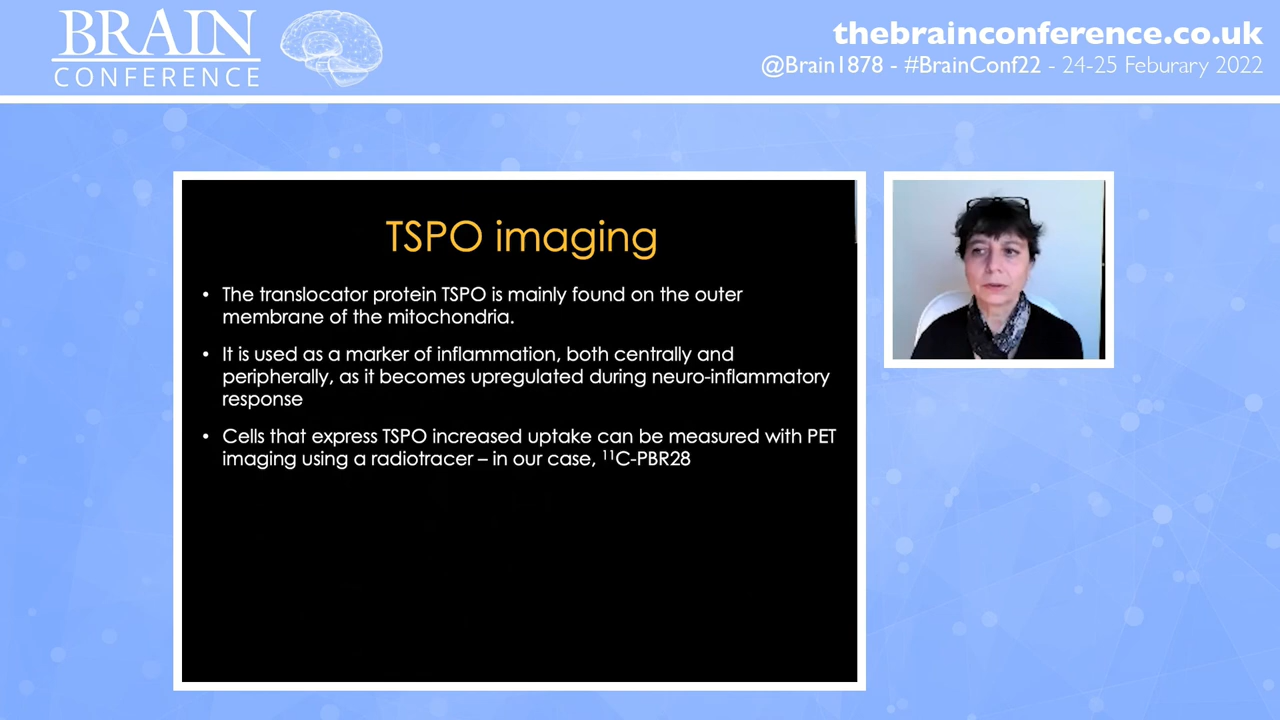 BRAIN
CONFERENCE
thebrainconference.co.uk
@Brain1878 - #BrainConf22 - 24-25 Feburary 2022
TSPO imaging
• The translocator protein TSPO is mainly found on the outer
membrane of the mitochondria.
• It is used as a marker of inflammation, both centrally and
peripherally, as it becomes upregulated during neuro-inflammatory
response
• Cells that express TSPO increased uptake can be measured with PET
imaging using a radiotracer – in our case, ¹¹C-PBR28